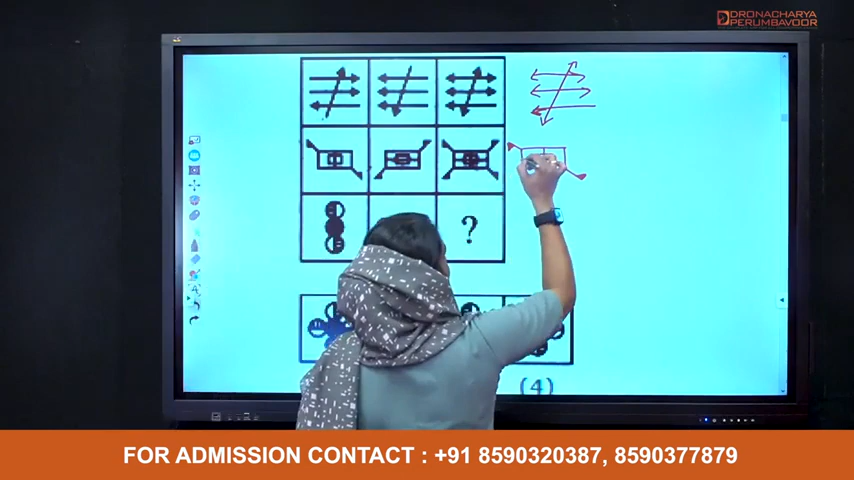 DRONACHARYA
PERUMBAVOOR
?
(4)
FOR ADMISSION CONTACT : +91 8590320387, 8590377879